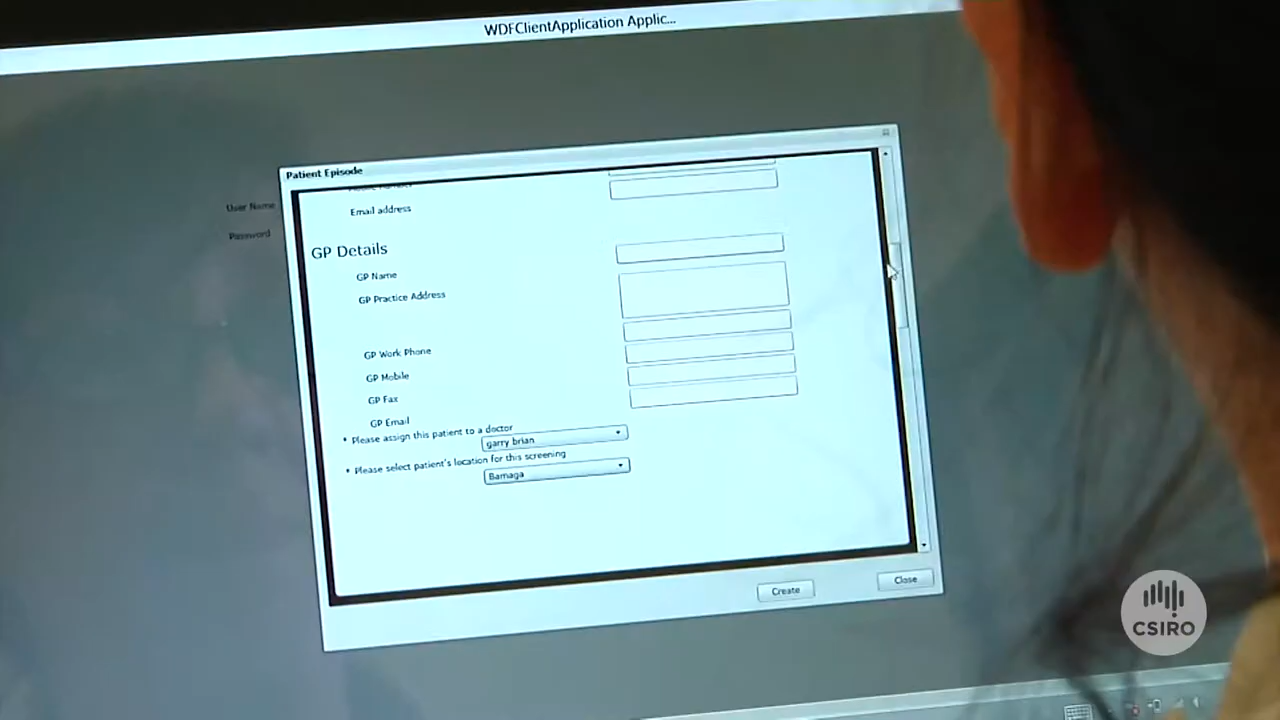 WDFClientApplication Applic...
Patient Episode
User Name
Password
Email address
GP Details
GP Name
GP Practice Address
GP Work Phone
GP Mobile
GP Fax
GP Email
* Please assign this patient to a doctor
garry brian
* Please select patient's location for this screening
Bamaga
Create
Close
CSIRO